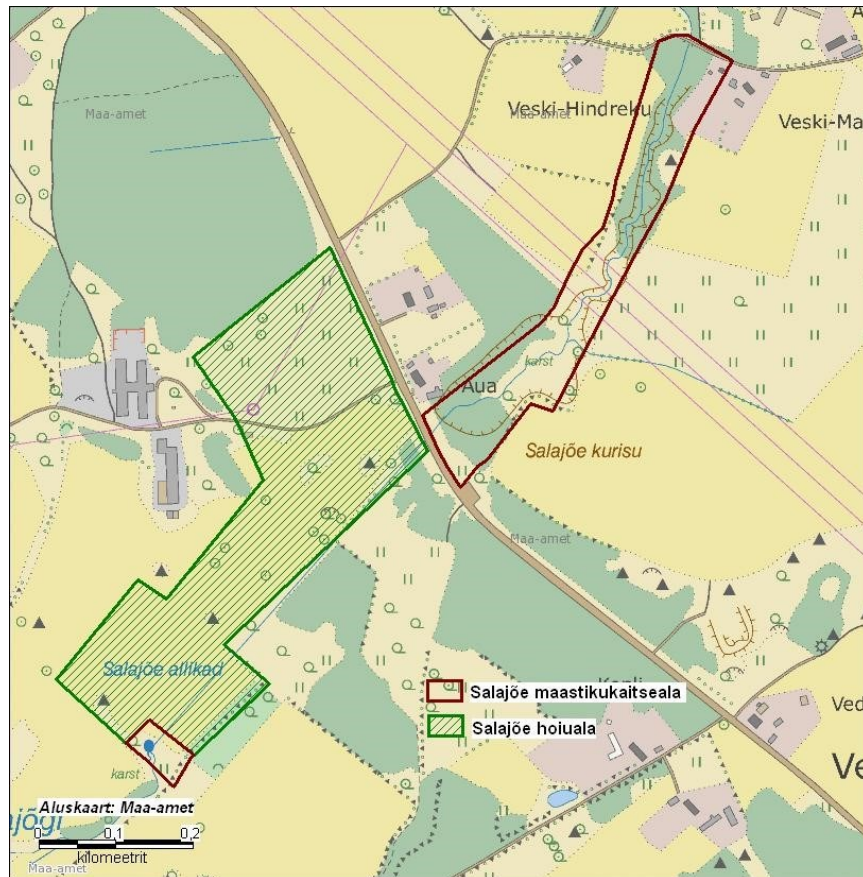 Maa-amet
Veski-Hindreku
Maa-amet
Veski-Ma
karst
Aua
Salajõe kurisu
Maa-amet
Salajõe allikad
Salajõe maastikukaitseala
Salajõe hoiuala
Ved
Ve
karst
Aluskaart: Maa-amet
ajõgi
0 0,1 0,2
kilomeetrit
Maa-amet